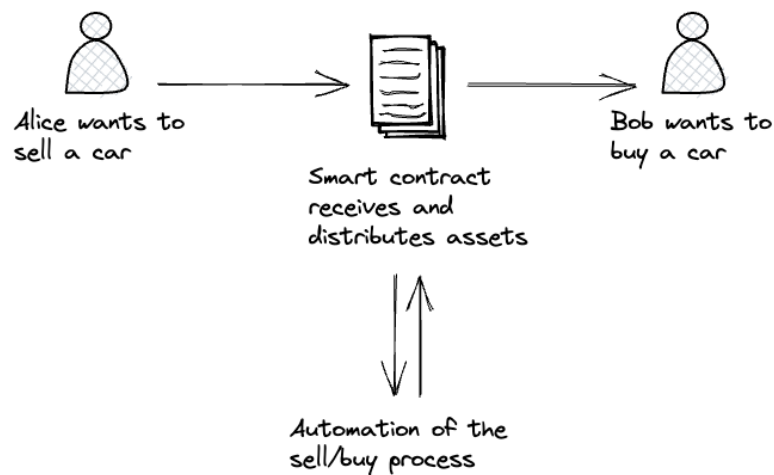 Alice wants to
sell a car
Smart contract
receives and
distributes assets
Bob wants to
buy a car
Automation of the
sell/buy process